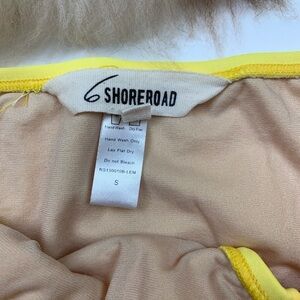 6 SHOREROAD
Hand Wash Dry Flat
Hand Wash Only
Lay Flat Dry
Do not Bleach
S